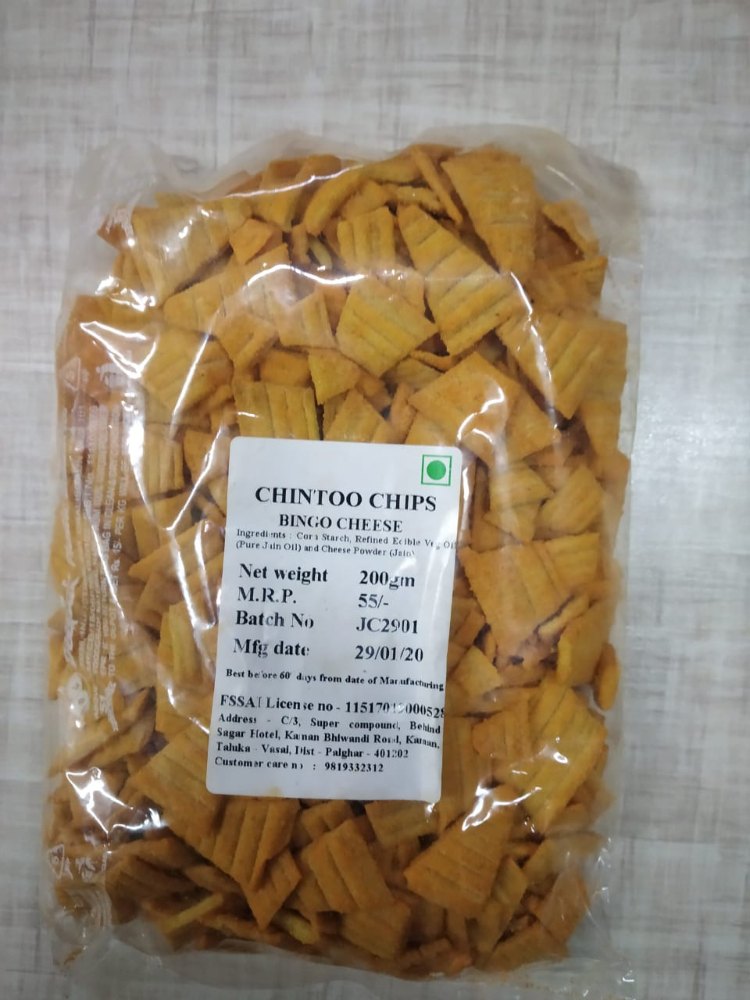 CHINTOO CHIPS
BINGO CHEESE
Ingredients : Corn Starch, Refined Edible Veg Oil
(Pure Jain Oil) and Cheese Powder (Jain)
Net weight 200gm
M.R.P. 55/-
Batch No JC2901
Mfg date 29/01/20
Best before 60 days from date of Manufacturing
FSSAI License no -
Address - C/3, Super compound, Behind
Sagar Hotel, Kaman Bhiwandi Road, Kaman,
Taluka - Vasai, Dist - Palghar - 401202
Customer care no : 9819332312